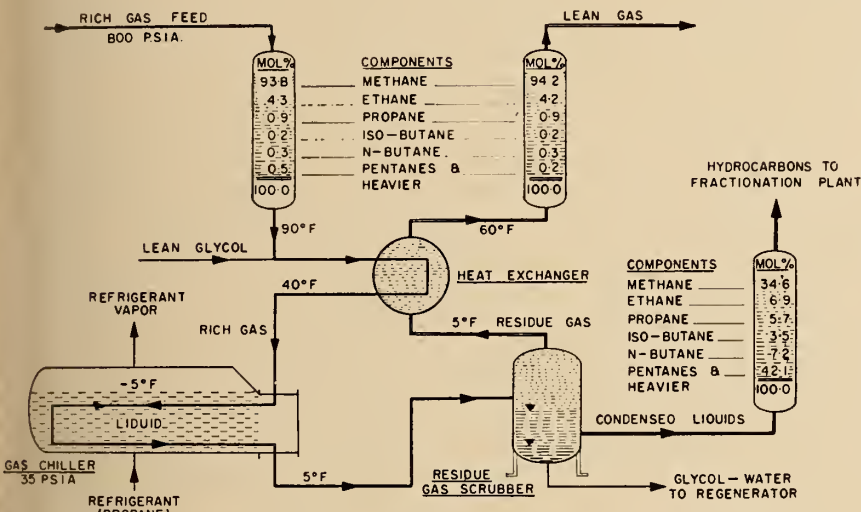 RICH GAS FEED
800 P.S.I.A.
LEAN GAS
MOL%
93.8
4.3
0.9
0.2
0.3
0.5
100.0
COMPONENTS
METHANE
ETHANE
PROPANE
ISO-BUTANE
N-BUTANE
PENTANES &
HEAVIER
MOL%
94.2
4.2
0.9
0.2
0.3
0.2
100.0
HYDROCARBONS TO
FRACTIONATION PLANT
90°F
60°F
LEAN GLYCOL
HEAT EXCHANGER
40°F
REFRIGERANT
VAPOR
RICH GAS
5°F RESIDUE GAS
COMPONENTS
METHANE
ETHANE
PROPANE
ISO-BUTANE
N-BUTANE
PENTANES &
HEAVIER
MOL%
34.6
6.9
5.7
3.5
7.2
42.1
100.0
-5°F
LIQUID
CONDENSED LIQUIDS
GAS CHILLER
35 PSIA
5°F
RESIDUE
GAS SCRUBBER
GLYCOL-WATER
TO REGENERATOR
REFRIGERANT
(PROPANE)